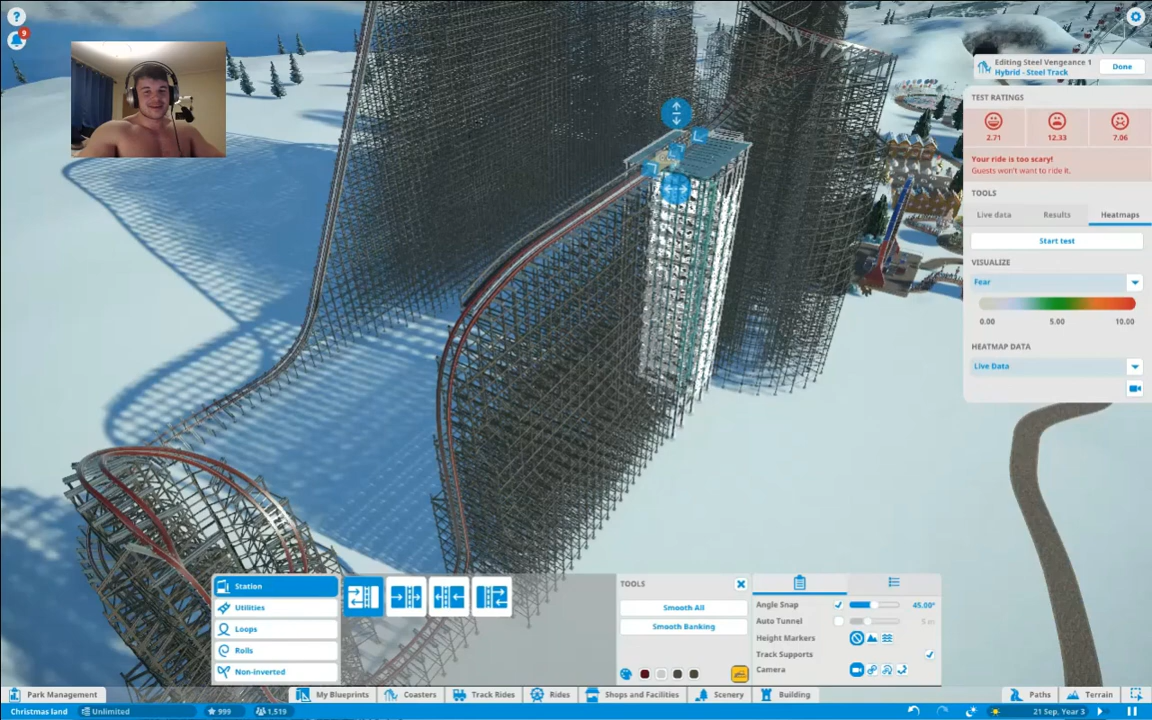 ?
9
Editing Steel Vengeance 1
Hybrid - Steel Track
Done
TEST RATINGS
2.71
12.33
7.06
Your ride is too scary!
Guests won't want to ride it.
TOOLS
Live data
Results
Heatmaps
Start test
VISUALIZE
Fear
0.00
5.00
10.00
HEATMAP DATA
Live Data
Station
Utilities
Loops
Rolls
Non-inverted
TOOLS
Smooth All
Smooth Banking
Angle Snap
45.00°
Auto Tunnel
5 m
Height Markers
Track Supports
Camera
Park Management
My Blueprints
Coasters
Track Rides
Rides
Shops and Facilities
Scenery
Building
Paths
Terrain
Christmas land
Unlimited
999
1,519
21 Sep, Year 3